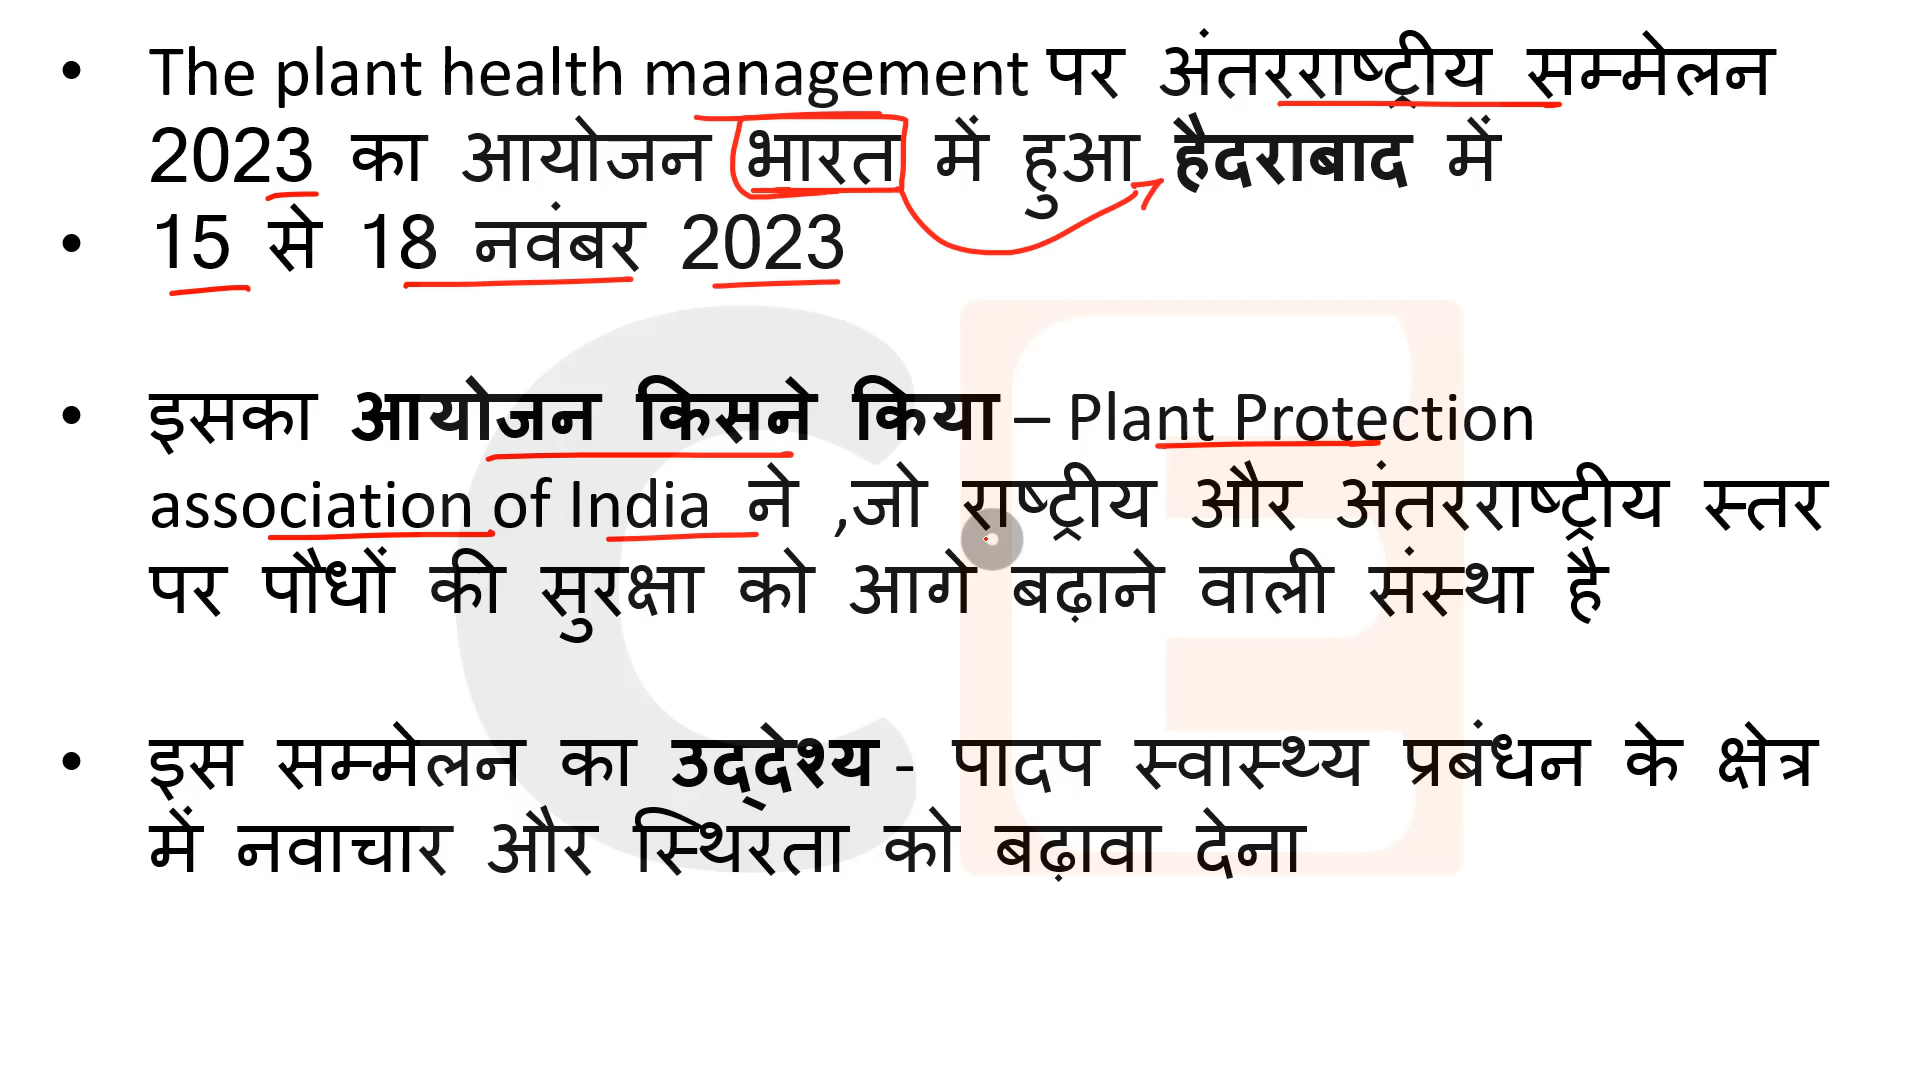 • The plant health management पर अंतरराष्ट्रीय सम्मेलन
2023 का आयोजन भारत में हुआ हैदराबाद में
• 15 से 18 नवंबर 2023
• इसका आयोजन किसने किया – Plant Protection
association of India ने ,जो राष्ट्रीय और अंतरराष्ट्रीय स्तर
पर पौधों की सुरक्षा को आगे बढ़ाने वाली संस्था है
• इस सम्मेलन का उद्देश्य - पादप स्वास्थ्य प्रबंधन के क्षेत्र
में नवाचार और स्थिरता को बढ़ावा देना
CE